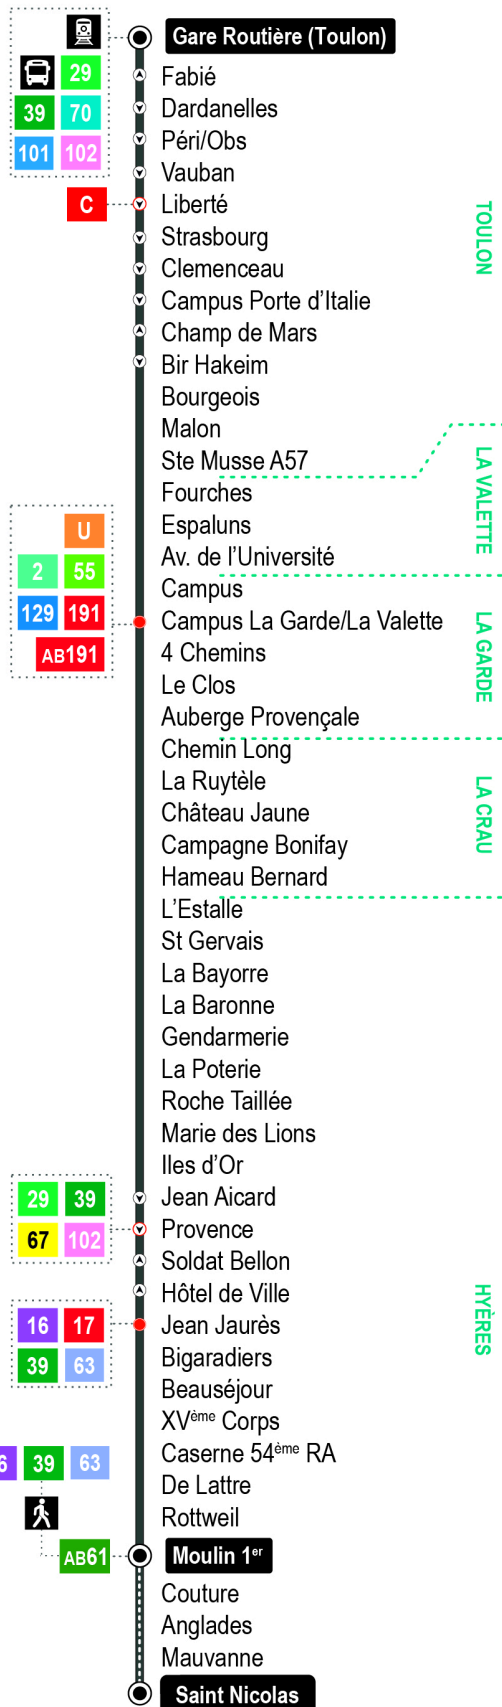 Gare Routière (Toulon)
29
39 70
101 102
Fabié
Dardanelles
Péri/Obs
Vauban
C
Liberté
Strasbourg
Clemenceau
Campus Porte d'Italie
Champ de Mars
Bir Hakeim
Bourgeois
Malon
Ste Musse A57
TOULON
Fourches
Espaluns
Av. de l'Université
LA VALETTE
U
2 55
129 191
AB191
Campus
Campus La Garde/La Valette
4 Chemins
Le Clos
Auberge Provençale
LA GARDE
Chemin Long
La Ruytèle
Château Jaune
Campagne Bonifay
Hameau Bernard
LA CRAU
L'Estalle
St Gervais
La Bayorre
La Baronne
Gendarmerie
La Poterie
Roche Taillée
Marie des Lions
Iles d'Or
29 39
67 102
Jean Aicard
Provence
Soldat Bellon
Hôtel de Ville
16 17
39 63
Jean Jaurès
Bigaradiers
Beauséjour
XVème Corps
Caserne 54ème RA
De Lattre
Rottweil
HYÈRES
6 39 63
AB61
Moulin 1er
Couture
Anglades
Mauvanne
Saint Nicolas